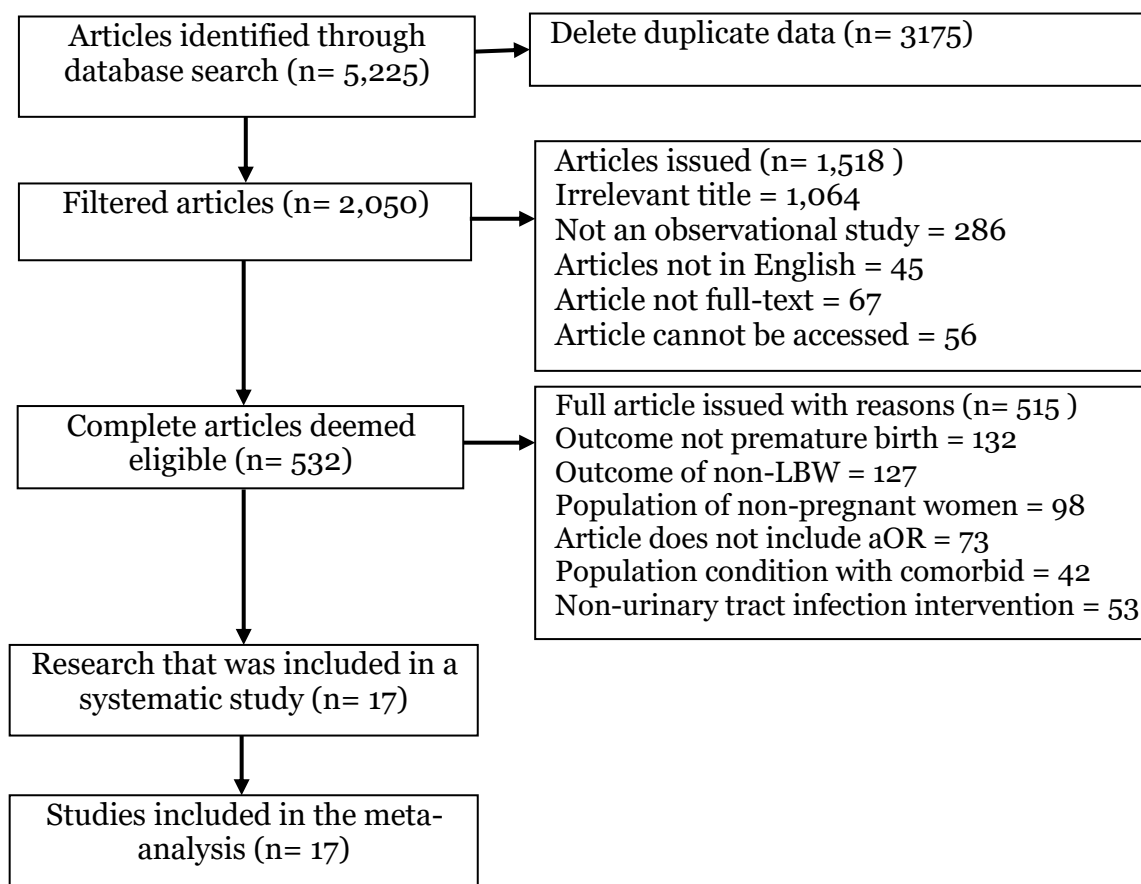 Articles identified through
database search (n= 5,225)
Delete duplicate data (n= 3175)
Filtered articles (n= 2,050)
Articles issued (n= 1,518 )
Irrelevant title = 1,064
Not an observational study = 286
Articles not in English = 45
Article not full-text = 67
Article cannot be accessed = 56
Complete articles deemed
eligible (n= 532)
Full article issued with reasons (n= 515 )
Outcome not premature birth = 132
Outcome of non-LBW = 127
Population of non-pregnant women = 98
Article does not include aOR = 73
Population condition with comorbid = 42
Non-urinary tract infection intervention = 53
Research that was included in a
systematic study (n= 17)
Studies included in the meta-
analysis (n= 17)